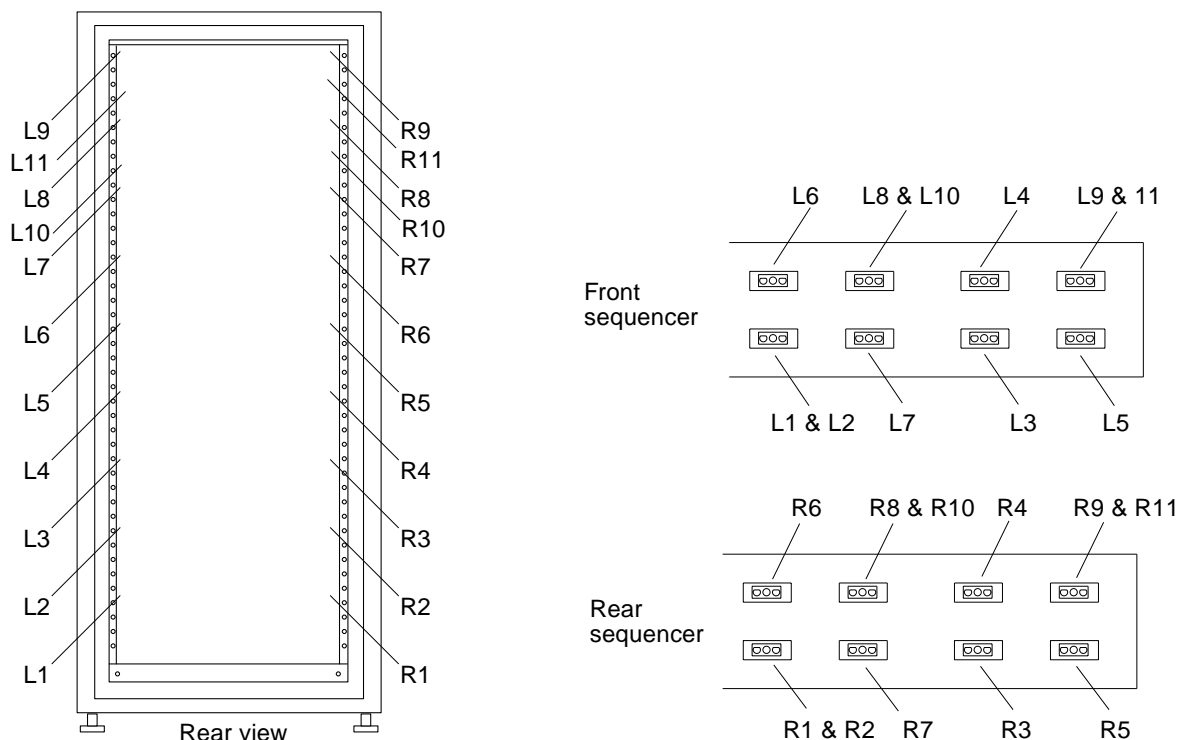 L9
L11
L8
L10
L7
L6
L5
L4
L3
L2
L1
R9
R11
R8
R10
R7
R6
R5
R4
R3
R2
R1
Rear view
L6 L8 & L10 L4 L9 & 11
Front
sequencer
L1 & L2 L7 L3 L5
R6 R8 & R10 R4 R9 & R11
Rear
sequencer
R1 & R2 R7 R3 R5